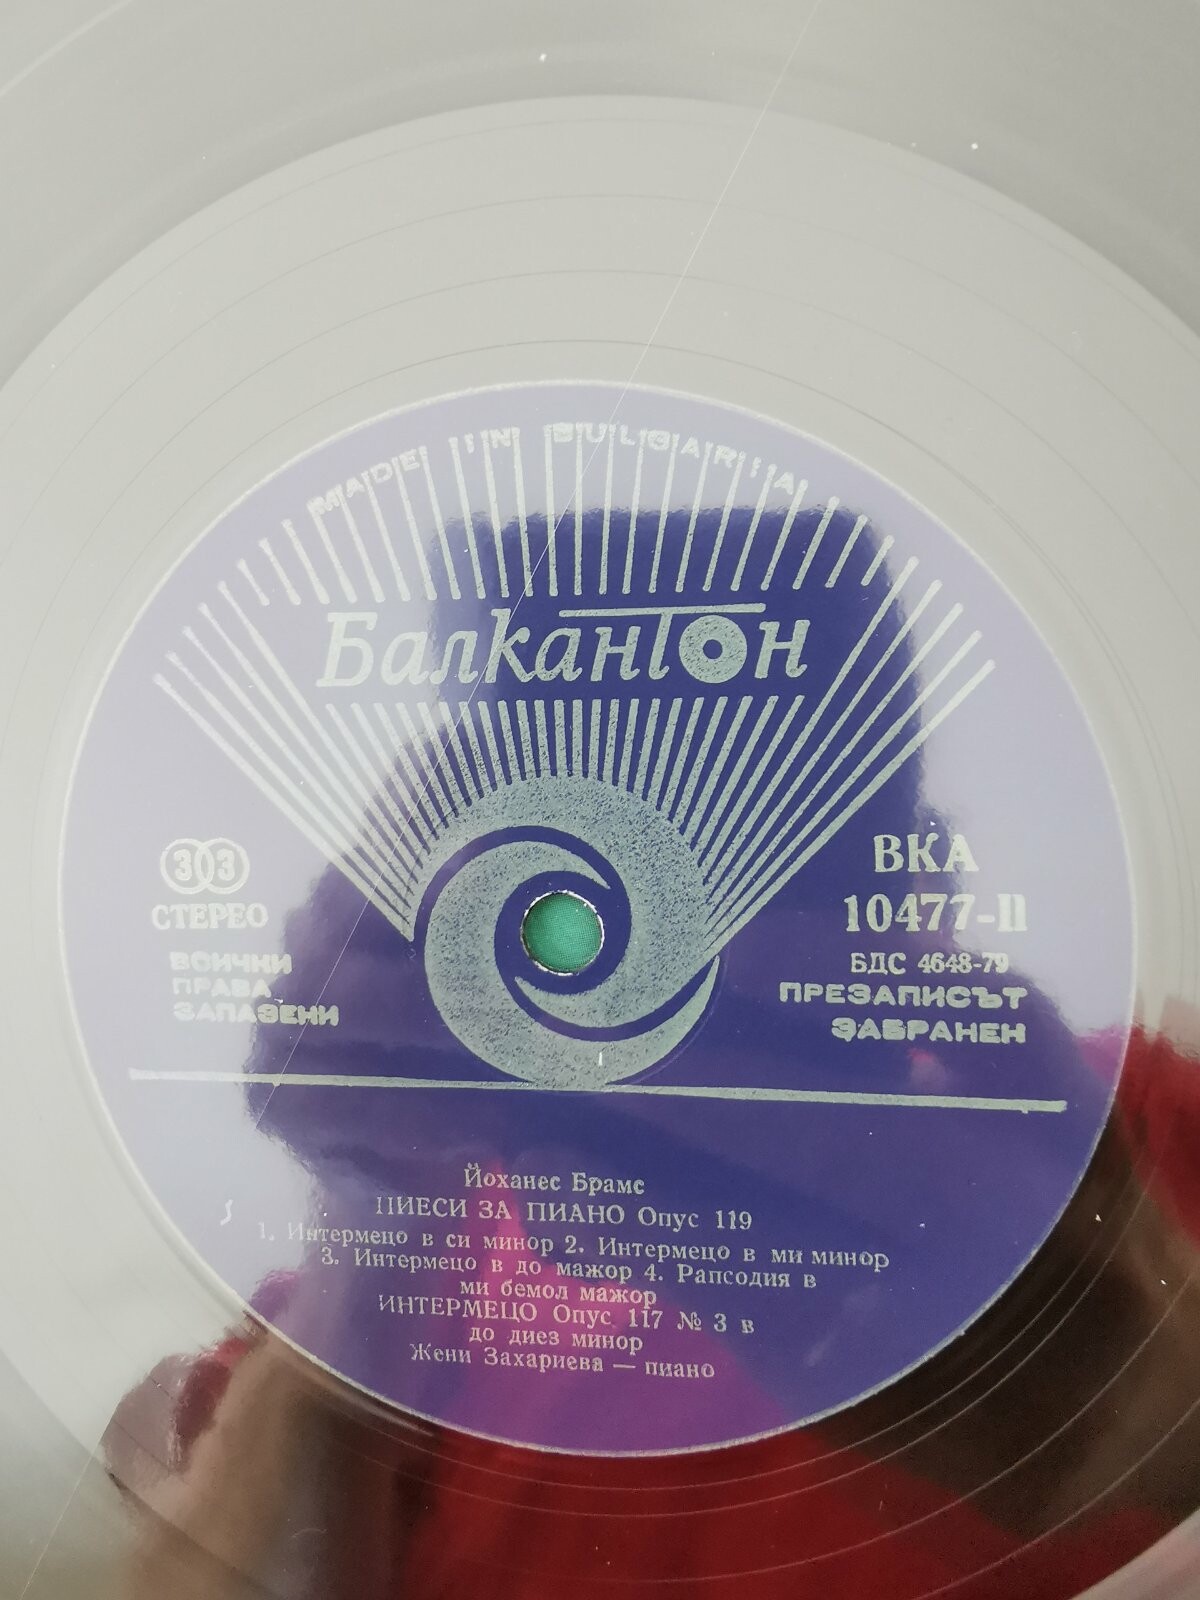 MADE IN BULGARIA
Балкантон
33
СТЕРЕО
ВСИЧКИ
ПРАВА
ЗАПАЗЕНИ
ВКА
10477-II
БДС 4648-79
ПРЕЗАПИСЪТ
ЗАБРАНЕН
Йоханес Брамс
ПИЕСИ ЗА ПИАНО Опус 119
1. Интермецо в си минор 2. Интермецо в ми минор
3. Интермецо в до мажор 4. Рапсодия в
ми бемол мажор
ИНТЕРМЕЦО Опус 117 № 3 в
до диез минор
Жени Захариева — пиано